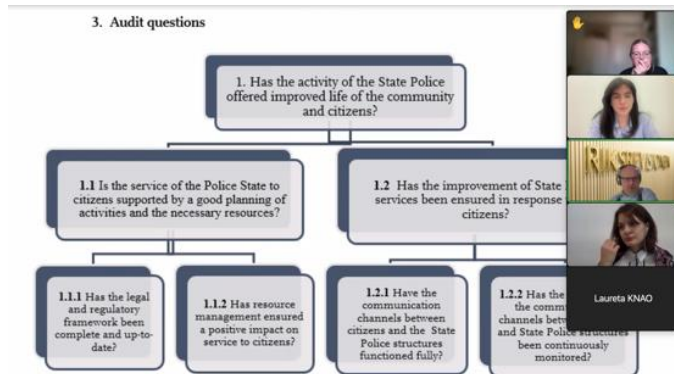 3. Audit questions
1. Has the activity of the State Police
offered improved life of the community
and citizens?
1.1 Is the service of the Police State to
citizens supported by a good planning of
activities and the necessary resources?
1.2 Has the improvement of State
services been ensured in response
citizens?
1.1.1 Has the legal
and regulatory
framework been
complete and up-to-
date?
1.1.2 Has resource
management ensured
a positive impact on
service to citizens?
1.2.1 Have the
communication
channels between
citizens and the State
Police structures
functioned fully?
1.2.2 Has the
the
channels
and State Police structures
been continuously
monitored?
Laureta KNAO